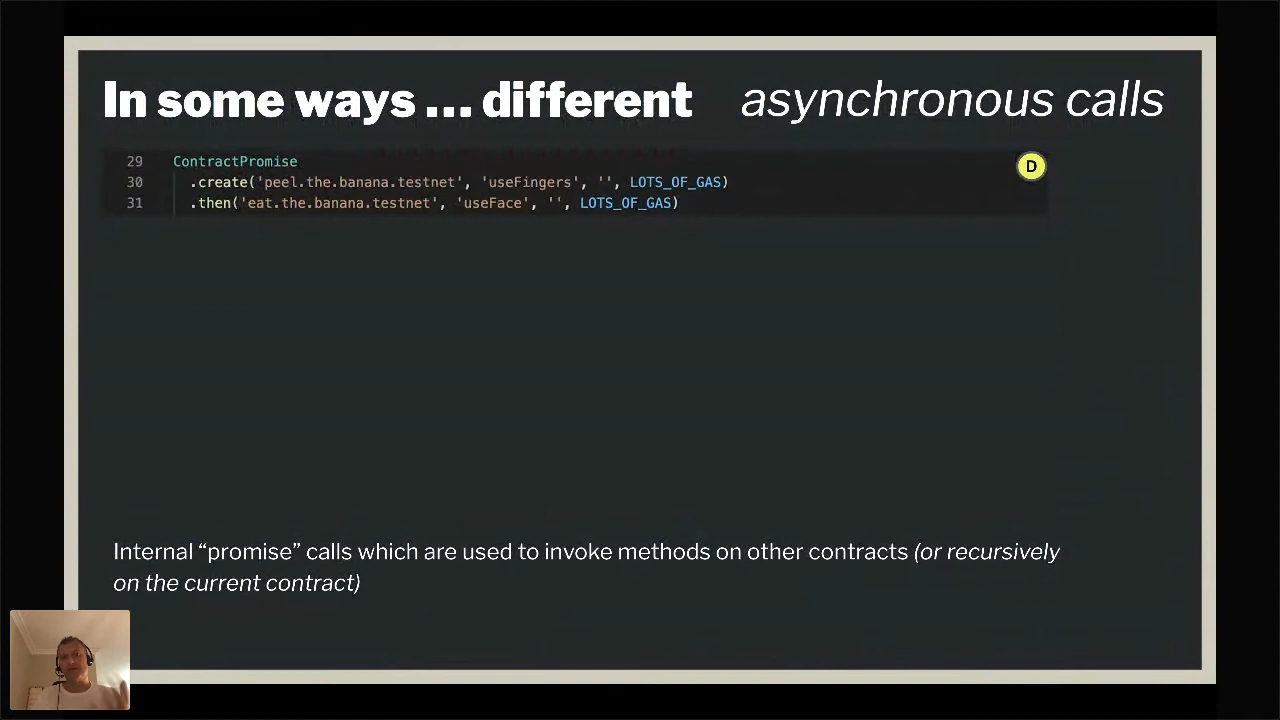 In some ways ... different asynchronous calls
29 ContractPromise
30 .create('peel.the.banana.testnet', 'useFingers', '', LOTS_OF_GAS)
31 .then('eat.the.banana.testnet', 'useFace', '', LOTS_OF_GAS)
D
Internal “promise” calls which are used to invoke methods on other contracts (or recursively
on the current contract)